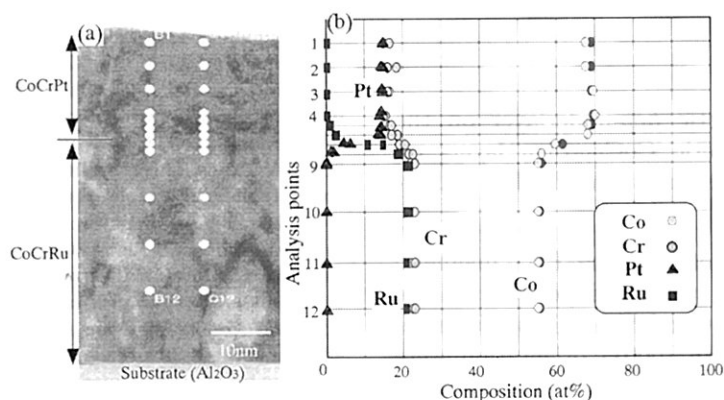 (a)
B1
CoCrPt
CoCrRu
B12
10nm
Substrate (Al2O3)
(b)
Analysis points
1
2
3
4
9
10
11
12
Pt
Cr
Ru
Co
Co
Cr
Pt
Ru
0
20
40
60
80
100
Composition (at%)